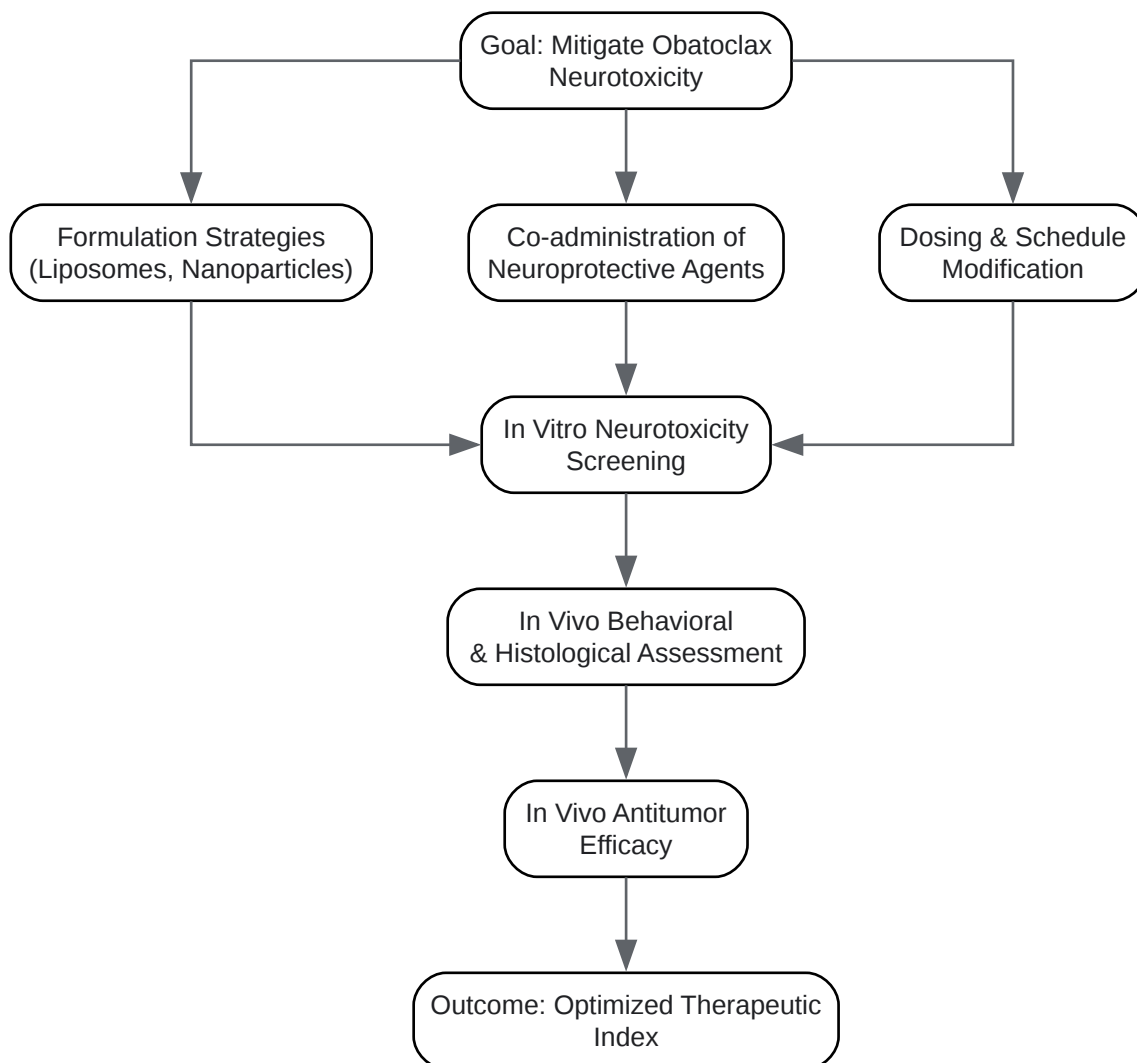 Goal: Mitigate Obatoclax
Neurotoxicity
Formulation Strategies
(Liposomes, Nanoparticles)
Co-administration of
Neuroprotective Agents
Dosing & Schedule
Modification
In Vitro Neurotoxicity
Screening
In Vivo Behavioral
& Histological Assessment
In Vivo Antitumor
Efficacy
Outcome: Optimized Therapeutic
Index